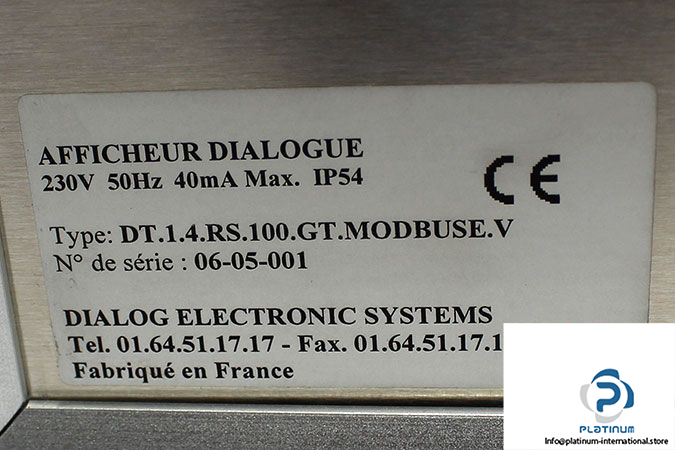 AFFICHEUR DIALOGUE
230V 50Hz 40mA Max. IP54
CE
Type: DT.1.4.RS.100.GT.MODBUSE.V
N° de série : 06-05-001
DIALOG ELECTRONIC SYSTEMS
Tel. 01.64.51.17.17 - Fax. 01.64.51.17.1
Fabriqué en France
PLATINUM
Info@platinum-international.store